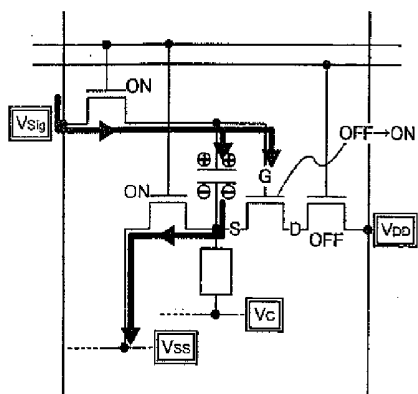 ON
VSig
OFF→ON
⊕ ⊕
G
ON
⊖ ⊖
S
D
OFF
VDD
VC
VSS